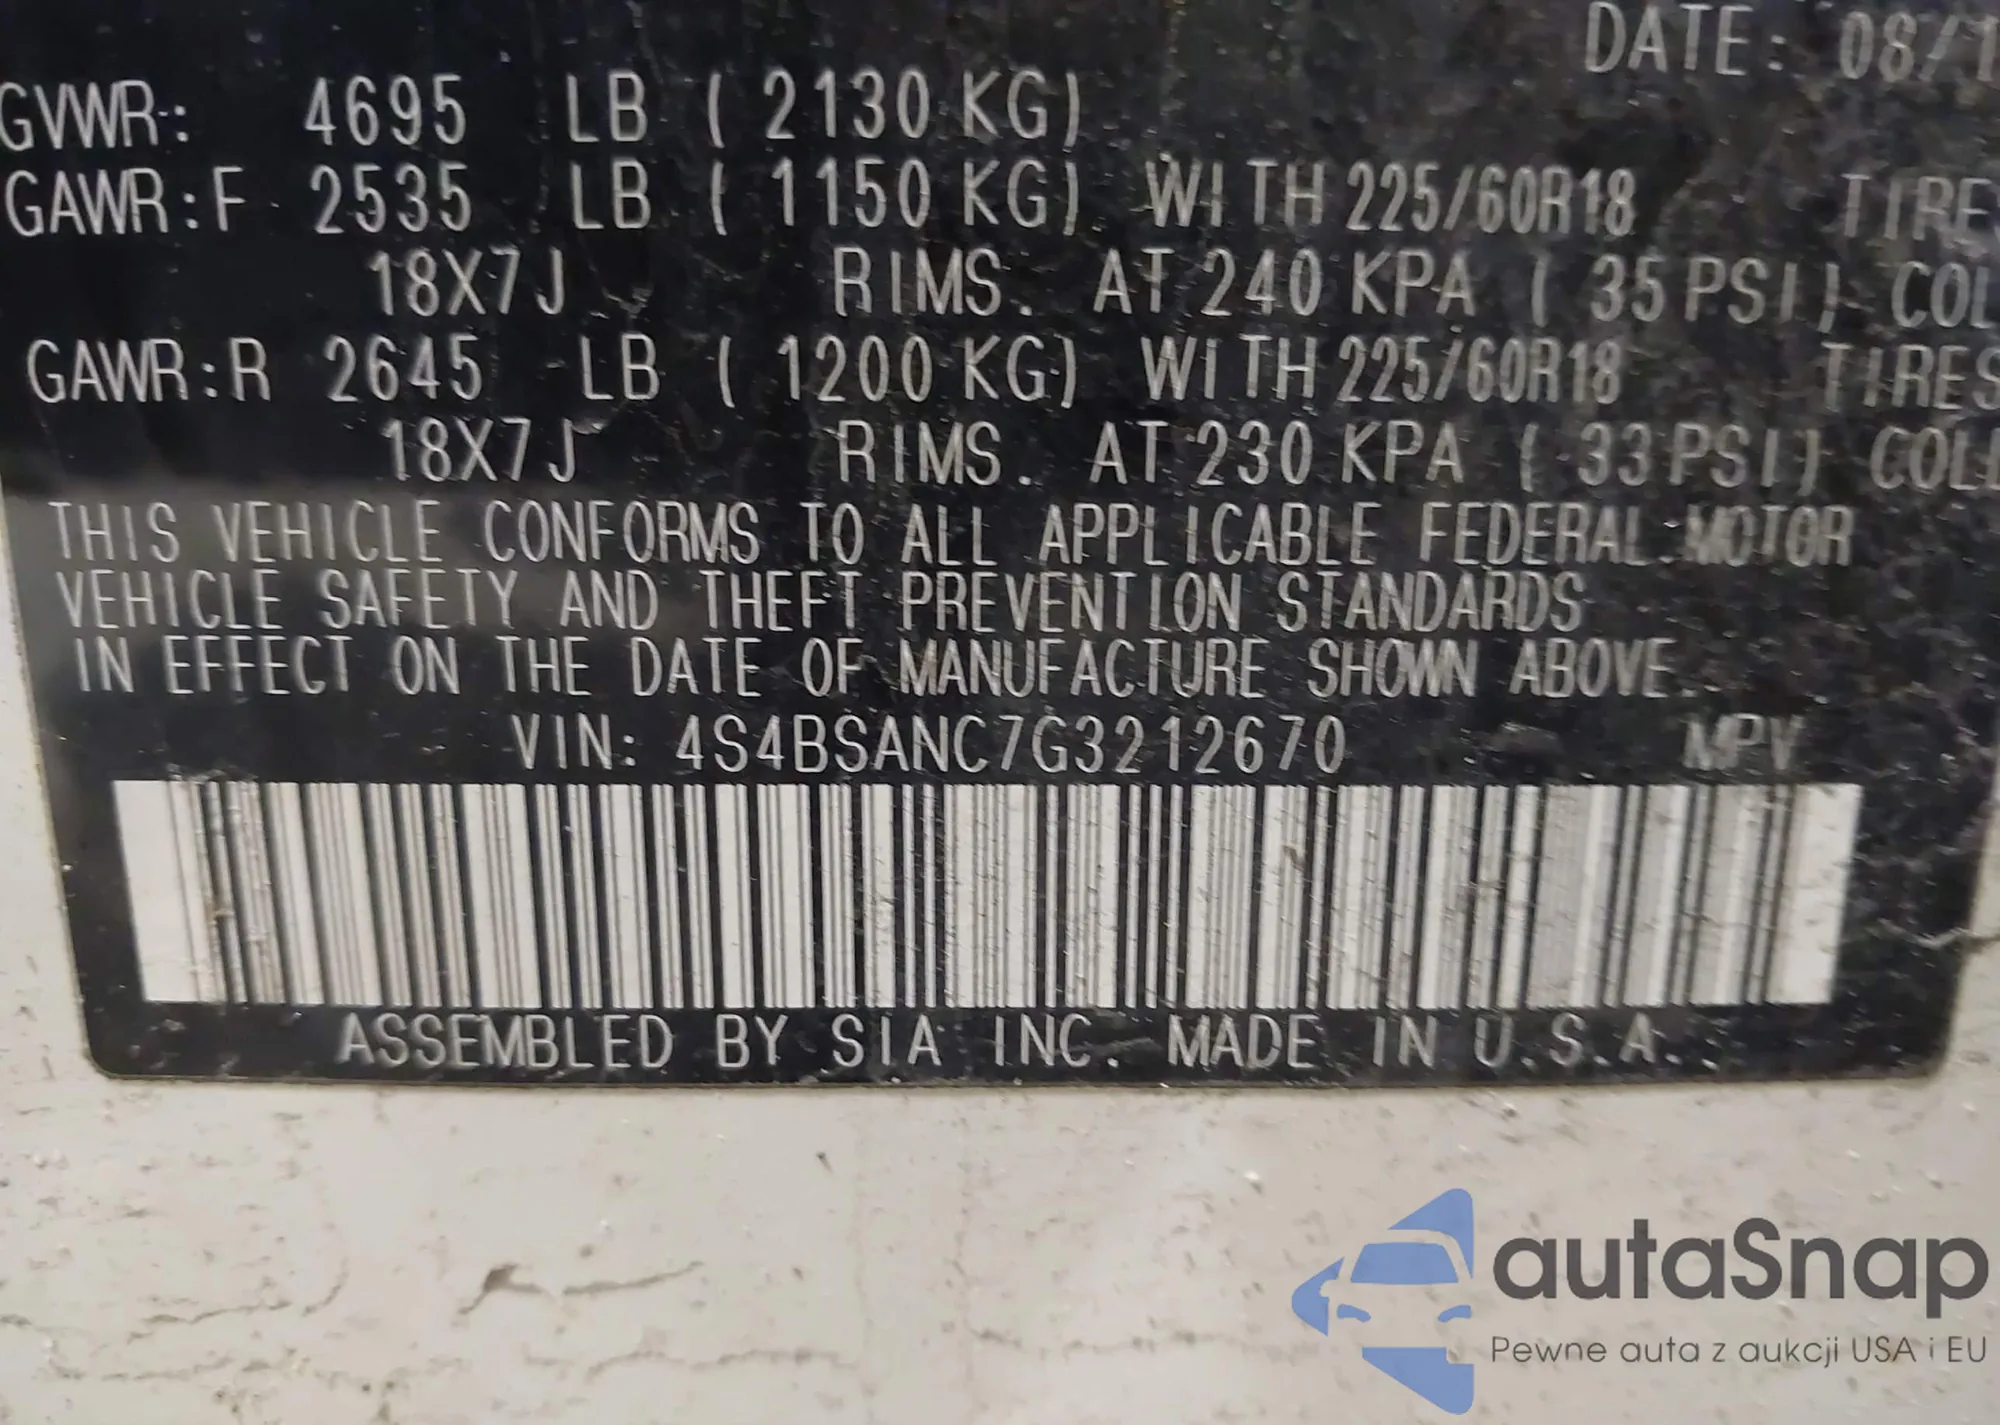 DATE: 08/1
GVWR: 4695 LB ( 2130 KG)
GAWR:F 2535 LB ( 1150 KG) WITH 225/60R18 TIRES
18X7J RIMS. AT 240 KPA ( 35 PSI) COL
GAWR:R 2645 LB ( 1200 KG) WITH 225/60R18 TIRES
18X7J RIMS. AT 230 KPA ( 33 PSI) COLD
THIS VEHICLE CONFORMS TO ALL APPLICABLE FEDERAL MOTOR
VEHICLE SAFETY AND THEFT PREVENTION STANDARDS
IN EFFECT ON THE DATE OF MANUFACTURE SHOWN ABOVE.
VIN: 4S4BSANC7G3212670 MPV
ASSEMBLED BY SIA INC. MADE IN U.S.A.
autaSnap
Pewne auta z aukcji USA i EU